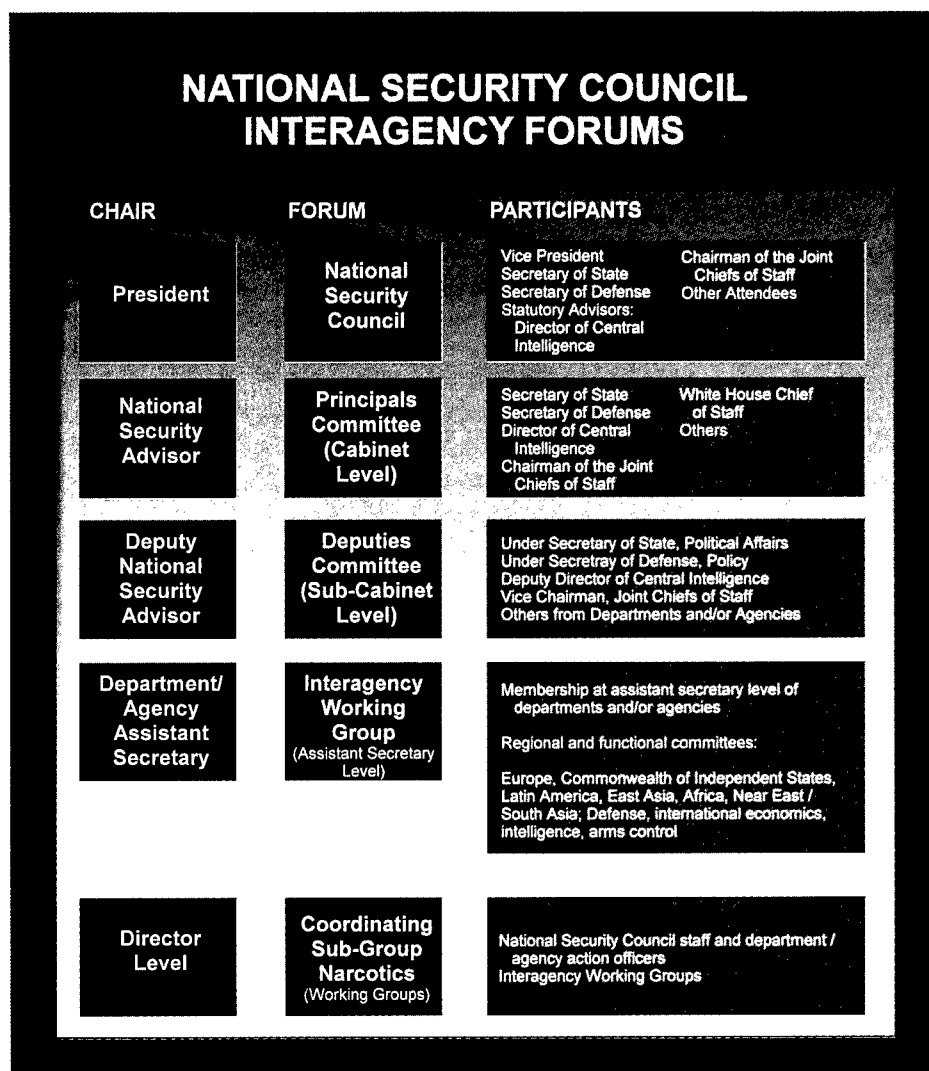 NATIONAL SECURITY COUNCIL
INTERAGENCY FORUMS
CHAIR
FORUM
PARTICIPANTS
President
National
Security
Council
Vice President
Secretary of State
Secretary of Defense
Statutory Advisors:
Director of Central
Intelligence
Chairman of the Joint
Chiefs of Staff
Other Attendees
National
Security
Advisor
Principals
Committee
(Cabinet
Level)
Secretary of State
Secretary of Defense
Director of Central
Intelligence
Chairman of the Joint
Chiefs of Staff
White House Chief
of Staff
Others
Deputy
National
Security
Advisor
Deputies
Committee
(Sub-Cabinet
Level)
Under Secretary of State, Political Affairs
Under Secretray of Defense, Policy
Deputy Director of Central Intelligence
Vice Chairman, Joint Chiefs of Staff
Others from Departments and/or Agencies
Department/
Agency
Assistant
Secretary
Interagency
Working
Group
(Assistant Secretary
Level)
Membership at assistant secretary level of
departments and/or agencies
Regional and functional committees:
Europe, Commonwealth of Independent States,
Latin America, East Asia, Africa, Near East /
South Asia; Defense, international economics,
intelligence, arms control
Director
Level
Coordinating
Sub-Group
Narcotics
(Working Groups)
National Security Council staff and department /
agency action officers
Interagency Working Groups